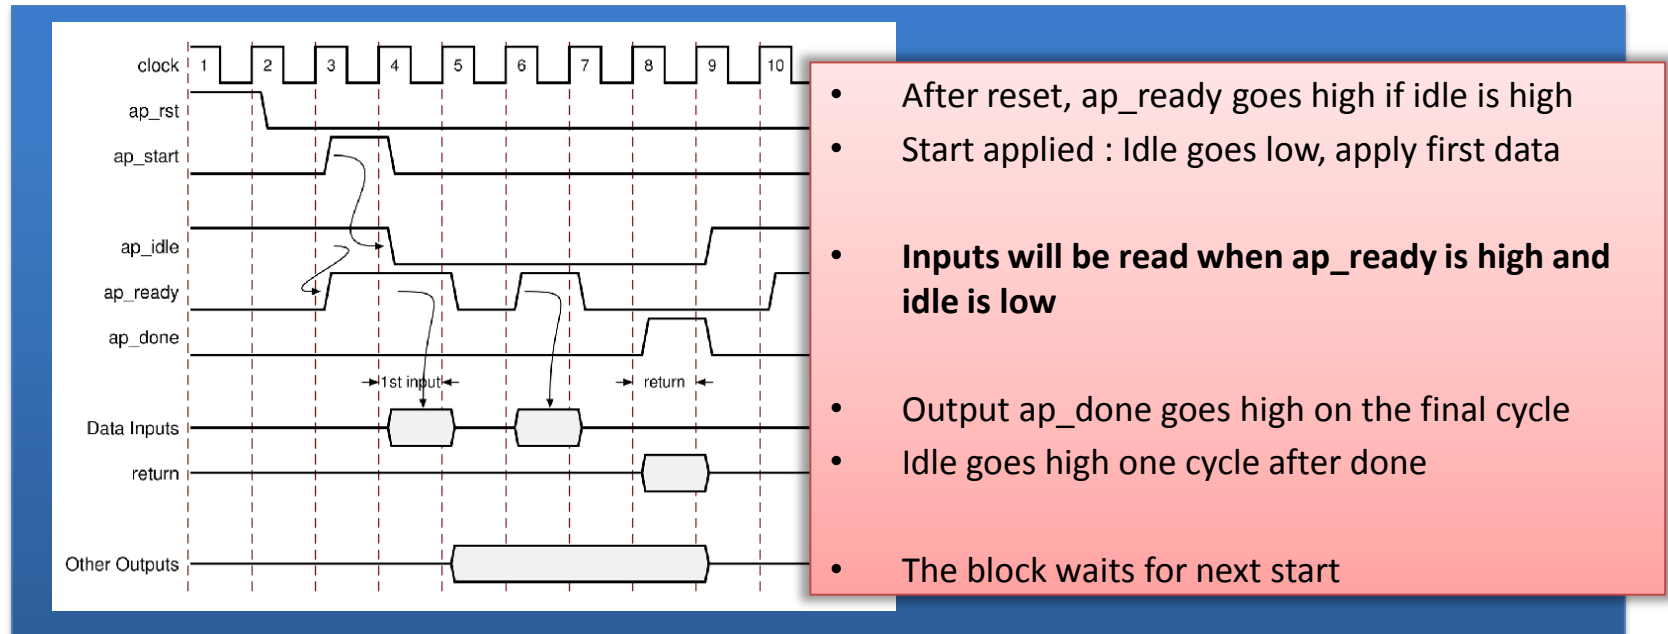 clock 1 2 3 4 5 6 7 8 9 10
ap_rst
ap_start
ap_idle
ap_ready
ap_done
1st input return
Data Inputs
return
Other Outputs
• After reset, ap_ready goes high if idle is high
• Start applied : Idle goes low, apply first data
• Inputs will be read when ap_ready is high and
idle is low
• Output ap_done goes high on the final cycle
• Idle goes high one cycle after done
• The block waits for next start